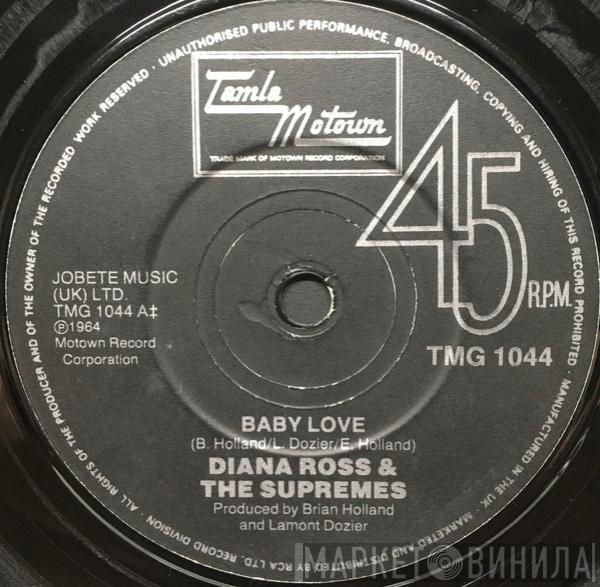 ALL RIGHTS OF THE PRODUCER AND OF THE OWNER OF THE RECORDED WORK RESERVED · UNAUTHORISED PUBLIC PERFORMANCE, BROADCASTING, COPYING AND HIRING OF THIS RECORD PROHIBITED · MANUFACTURED IN THE UK. MARKETED AND DISTRIBUTED BY RCA LTD. RECORD DIVISION ·
Tamla
Motown
TRADE MARK OF MOTOWN RECORD CORPORATION
45
R.P.M.
JOBETE MUSIC
(UK) LTD.
TMG 1044 A‡
℗1964
Motown Record
Corporation
TMG 1044
BABY LOVE
(B. Holland/L. Dozier/E. Holland)
DIANA ROSS &
THE SUPREMES
Produced by Brian Holland
and Lamont Dozier
МАРКЕТ ВИНИЛА